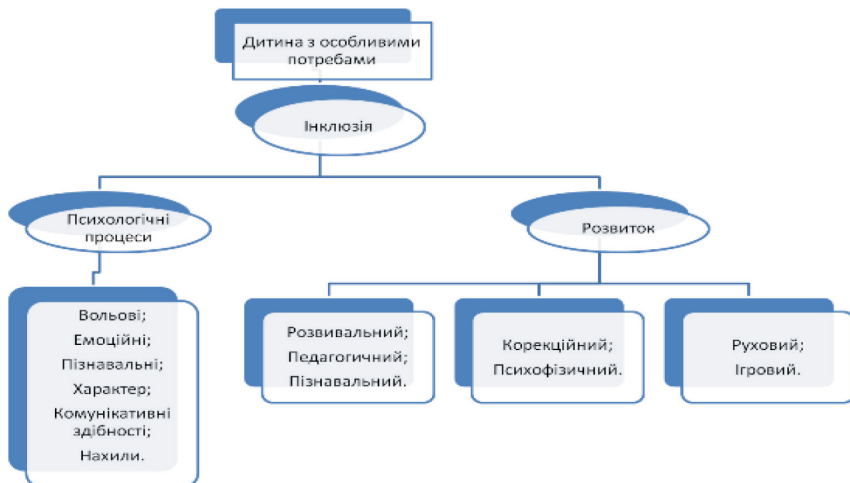 Дитина з особливими
потребами
Інклюзія
Психологічні
процеси
Розвиток
Вольові;
Емоційні;
Пізнавальні;
Характер;
Комунікативні
здібності;
Нахили.
Розвивальний;
Педагогичний;
Пізнавальний.
Корекційний;
Психофізичний.
Руховий;
Ігровий.